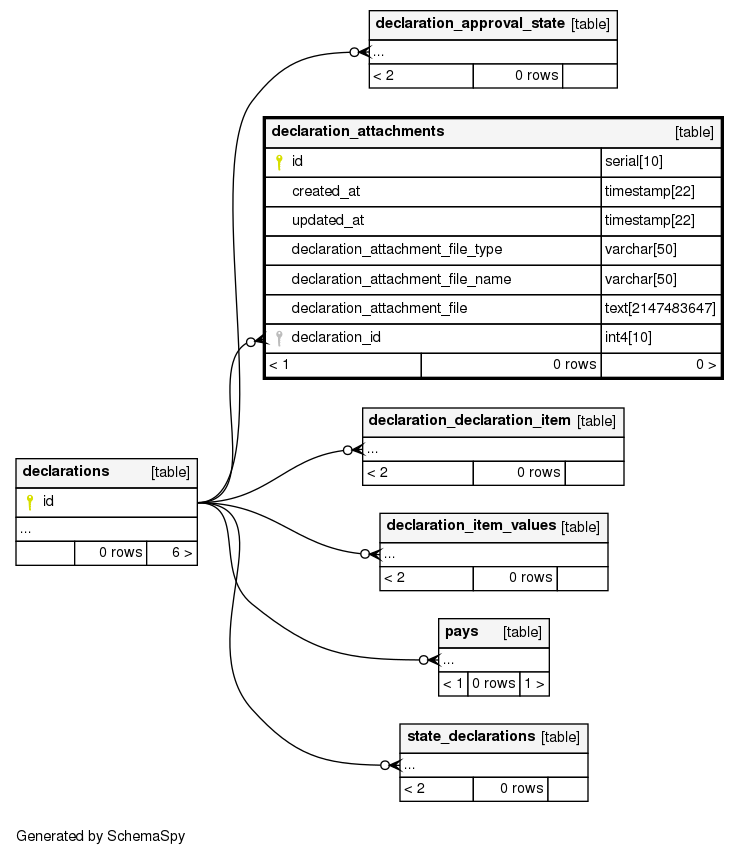 declaration_approval_state [table]
...
< 2 0 rows
declaration_attachments [table]
id serial[10]
created_at timestamp[22]
updated_at timestamp[22]
declaration_attachment_file_type varchar[50]
declaration_attachment_file_name varchar[50]
declaration_attachment_file text[2147483647]
declaration_id int4[10]
< 1 0 rows 0 >
declaration_declaration_item [table]
...
< 2 0 rows
declarations [table]
id
...
0 rows 6 >
declaration_item_values [table]
...
< 2 0 rows
pays [table]
...
< 1 0 rows 1 >
state_declarations [table]
...
< 2 0 rows
Generated by SchemaSpy